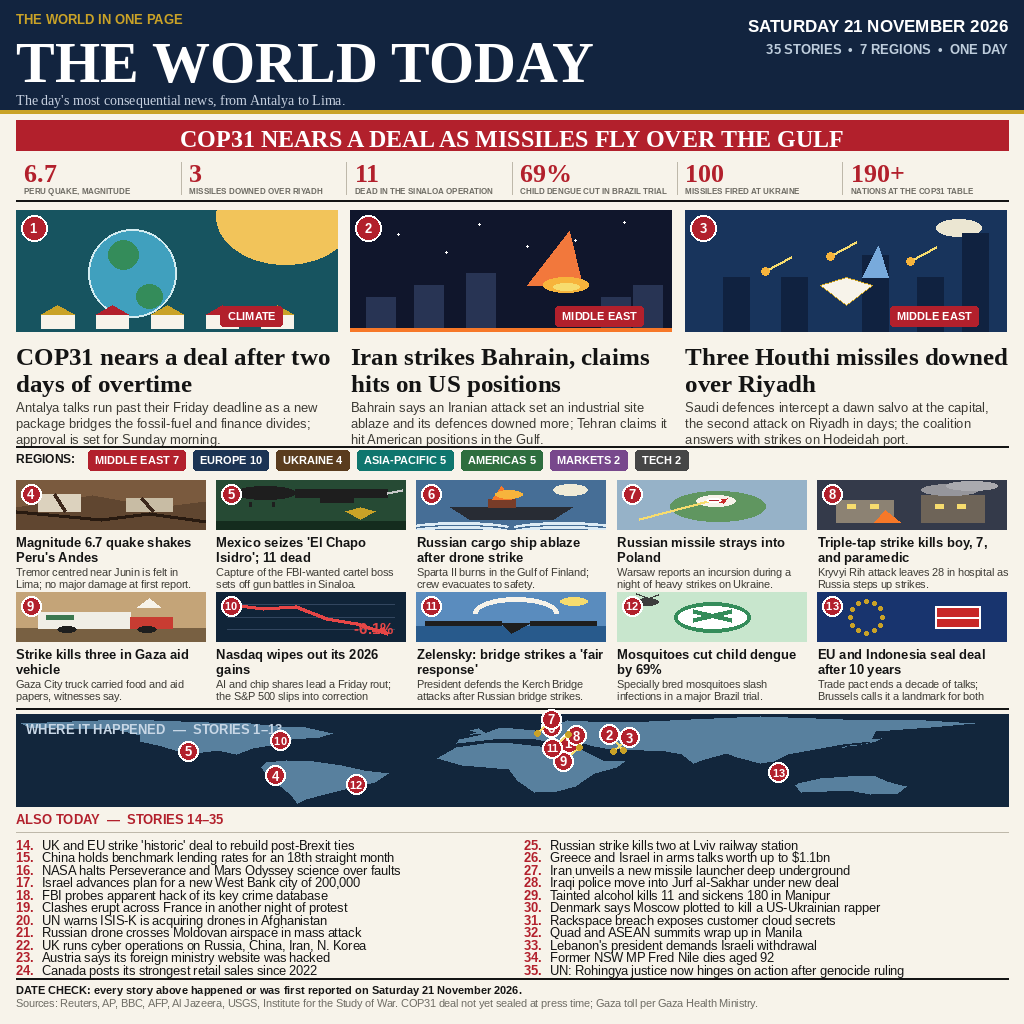 THE WORLD IN ONE PAGE
THE WORLD TODAY
The day's most consequential news, from Antalya to Lima.
SATURDAY 21 NOVEMBER 2026
35 STORIES • 7 REGIONS • ONE DAY
COP31 NEARS A DEAL AS MISSILES FLY OVER THE GULF
6.7
PERU QUAKE, MAGNITUDE
3
MISSILES DOWNED OVER RIYADH
11
DEAD IN THE SINALOA OPERATION
69%
CHILD DENGUE CUT IN BRAZIL TRIAL
100
MISSILES FIRED AT UKRAINE
190+
NATIONS AT THE COP31 TABLE
1
CLIMATE
COP31 nears a deal after two
days of overtime
Antalya talks run past their Friday deadline as a new
package bridges the fossil-fuel and finance divides;
approval is set for Sunday morning.
2
MIDDLE EAST
Iran strikes Bahrain, claims
hits on US positions
Bahrain says an Iranian attack set an industrial site
ablaze and its defences downed more; Tehran claims it
hit American positions in the Gulf.
3
MIDDLE EAST
Three Houthi missiles downed
over Riyadh
Saudi defences intercept a dawn salvo at the capital,
the second attack on Riyadh in days; the coalition
answers with strikes on Hodeidah port.
REGIONS:
MIDDLE EAST 7
EUROPE 10
UKRAINE 4
ASIA-PACIFIC 5
AMERICAS 5
MARKETS 2
TECH 2
4
Magnitude 6.7 quake shakes
Peru's Andes
Tremor centred near Junin is felt in
Lima; no major damage at first report.
5
Mexico seizes 'El Chapo
Isidro'; 11 dead
Capture of the FBI-wanted cartel boss
sets off gun battles in Sinaloa.
6
Russian cargo ship ablaze
after drone strike
Sparta II burns in the Gulf of Finland;
crew evacuates to safety.
7
Russian missile strays into
Poland
Warsaw reports an incursion during a
night of heavy strikes on Ukraine.
8
Triple-tap strike kills boy, 7,
and paramedic
Kryvyi Rih attack leaves 28 in hospital as
Russia steps up strikes.
9
Strike kills three in Gaza aid
vehicle
Gaza City truck carried food and aid
papers, witnesses say.
10
-6.1%
Nasdaq wipes out its 2026
gains
AI and chip shares lead a Friday rout;
the S&P 500 slips into correction
11
Zelensky: bridge strikes a 'fair
response'
President defends the Kerch Bridge
attacks after Russian bridge strikes.
12
Mosquitoes cut child dengue
by 69%
Specially bred mosquitoes slash
infections in a major Brazil trial.
13
EU and Indonesia seal deal
after 10 years
Trade pact ends a decade of talks;
Brussels calls it a landmark for both
WHERE IT HAPPENED — STORIES 1–13
5
10
4
12
7
11
8
9
2
3
13
ALSO TODAY — STORIES 14–35
14. UK and EU strike 'historic' deal to rebuild post-Brexit ties
15. China holds benchmark lending rates for an 18th straight month
16. NASA halts Perseverance and Mars Odyssey science over faults
17. Israel advances plan for a new West Bank city of 200,000
18. FBI probes apparent hack of its key crime database
19. Clashes erupt across France in another night of protest
20. UN warns ISIS-K is acquiring drones in Afghanistan
21. Russian drone crosses Moldovan airspace in mass attack
22. UK runs cyber operations on Russia, China, Iran, N. Korea
23. Austria says its foreign ministry website was hacked
24. Canada posts its strongest retail sales since 2022
25. Russian strike kills two at Lviv railway station
26. Greece and Israel in arms talks worth up to $1.1bn
27. Iran unveils a new missile launcher deep underground
28. Iraqi police move into Jurf al-Sakhar under new deal
29. Tainted alcohol kills 11 and sickens 180 in Manipur
30. Denmark says Moscow plotted to kill a US-Ukrainian rapper
31. Rackspace breach exposes customer cloud secrets
32. Quad and ASEAN summits wrap up in Manila
33. Lebanon's president demands Israeli withdrawal
34. Former NSW MP Fred Nile dies aged 92
35. UN: Rohingya justice now hinges on action after genocide ruling
DATE CHECK: every story above happened or was first reported on Saturday 21 November 2026.
Sources: Reuters, AP, BBC, AFP, Al Jazeera, USGS, Institute for the Study of War. COP31 deal not yet sealed at press time; Gaza toll per Gaza Health Ministry.